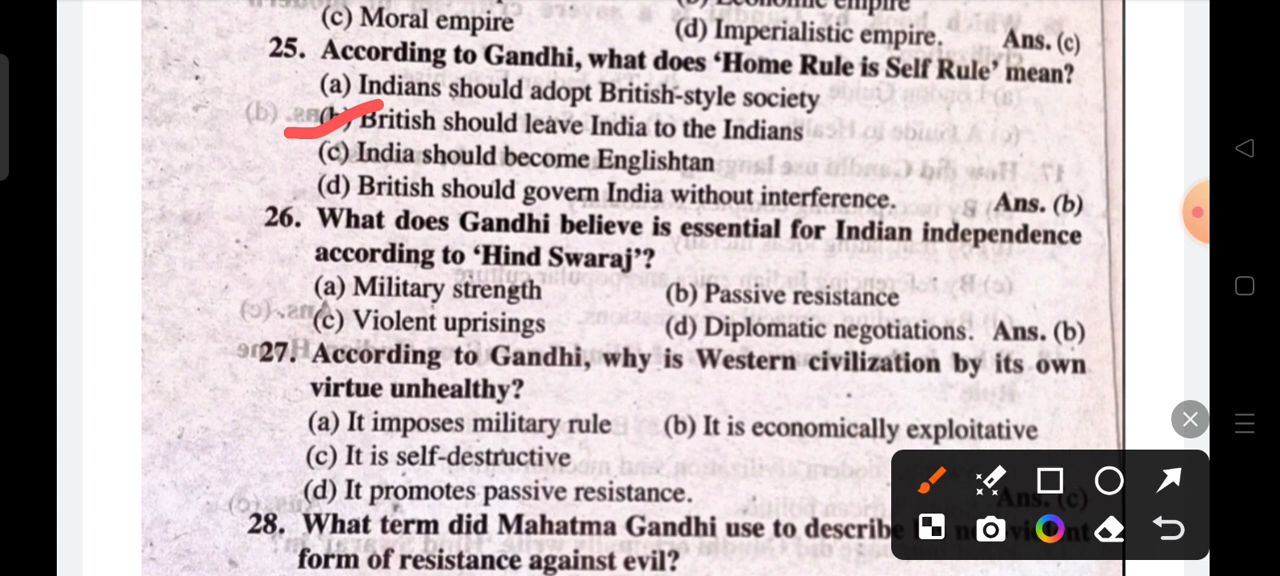 (c) Moral empire
(d) Imperialistic empire. Ans. (c)
25. According to Gandhi, what does ‘Home Rule is Self Rule’ mean?
(a) Indians should adopt British-style society
British should leave India to the Indians
(c) India should become Englishtan
(d) British should govern India without interference. Ans. (b)
26. What does Gandhi believe is essential for Indian independence
according to ‘Hind Swaraj’?
(a) Military strength (b) Passive resistance
(c) Violent uprisings (d) Diplomatic negotiations. Ans. (b)
27. According to Gandhi, why is Western civilization by its own
virtue unhealthy?
(a) It imposes military rule (b) It is economically exploitative
(c) It is self-destructive
(d) It promotes passive resistance. Ans. (c)
28. What term did Mahatma Gandhi use to describe
form of resistance against evil?